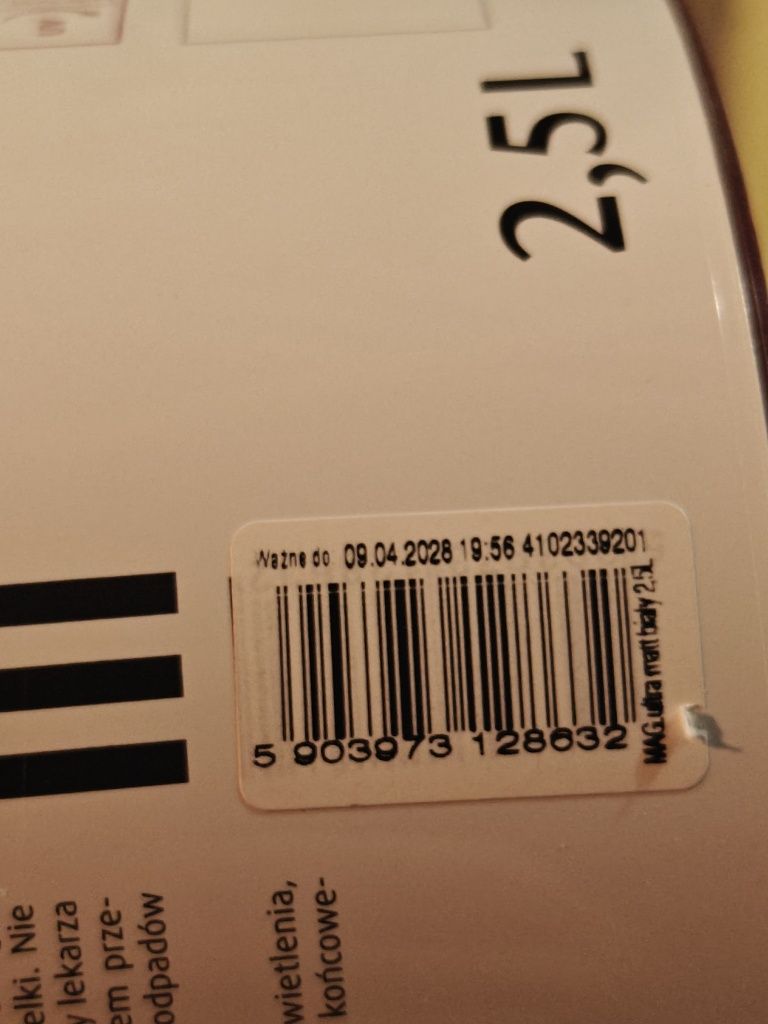 2,5L
Ważne do 09.04.2028 19:56 4102339201
MAG. ultra matt biały 2,5L
5 903973 128632
elki. Nie
y lekarza
em prze-
odpadów
wietlenia,
końcowe-